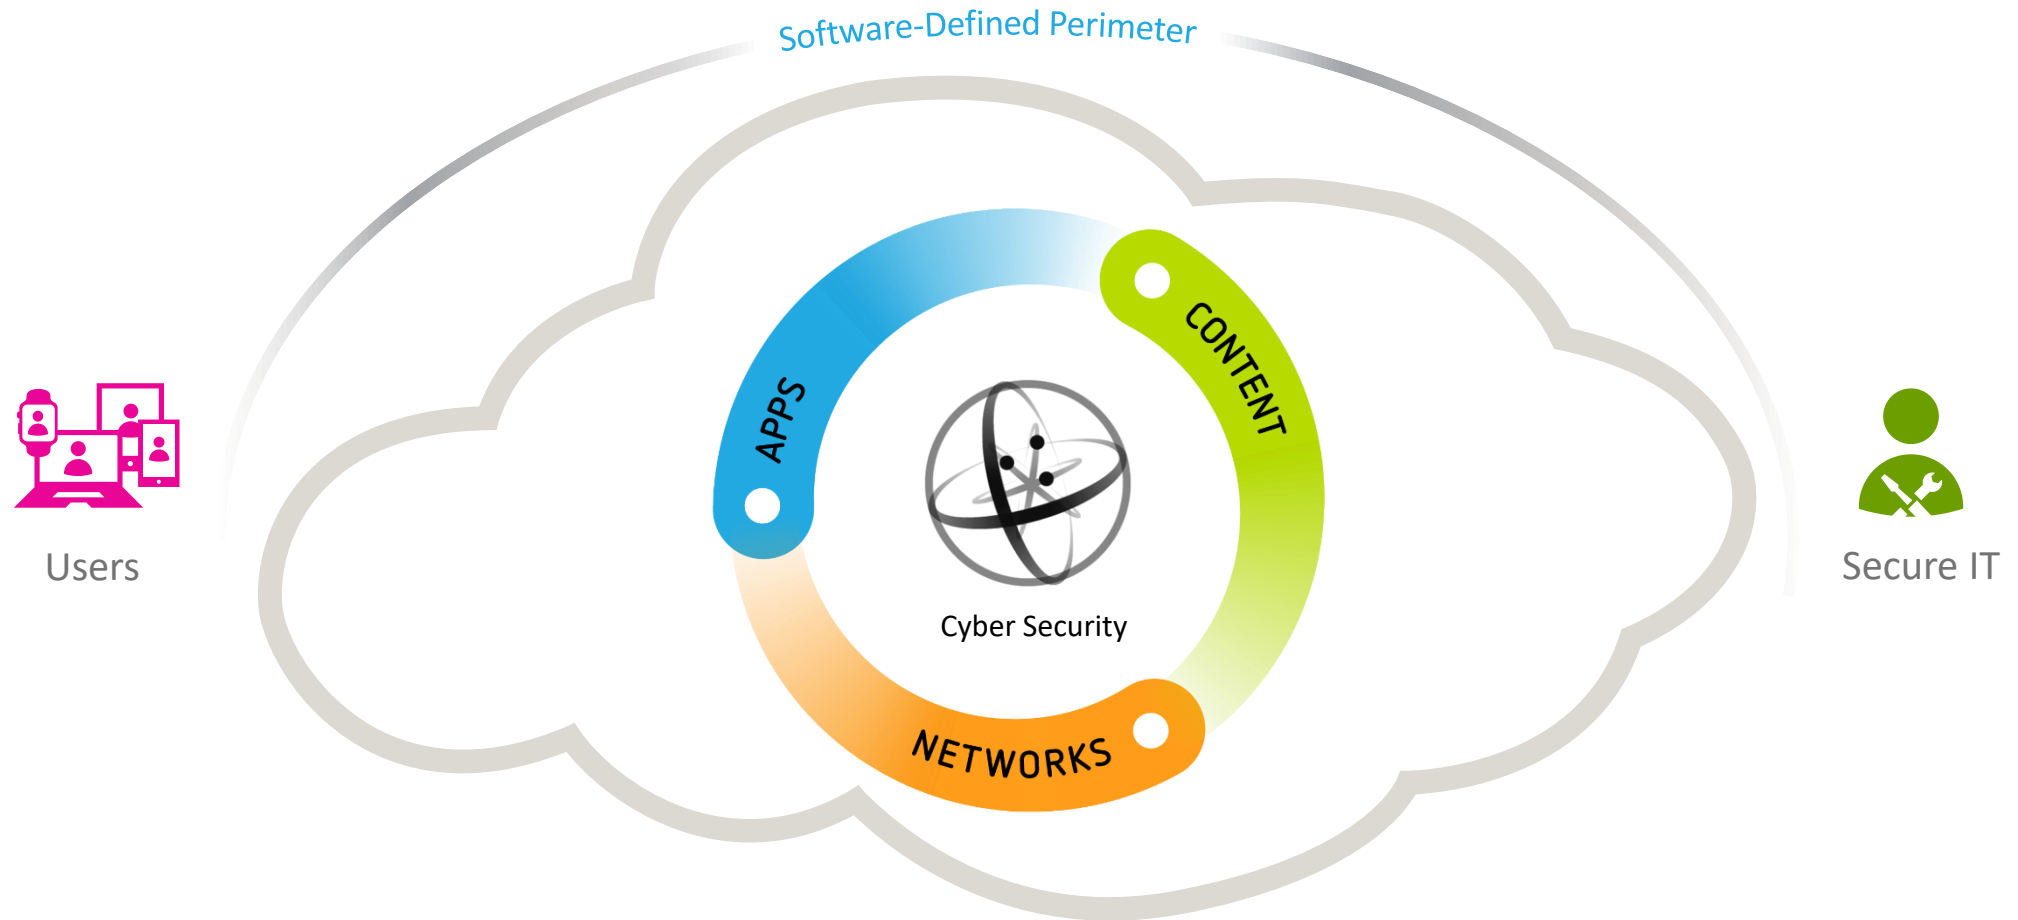 Software-Defined Perimeter
APPS
CONTENT
Cyber Security
NETWORKS
Users
Secure IT